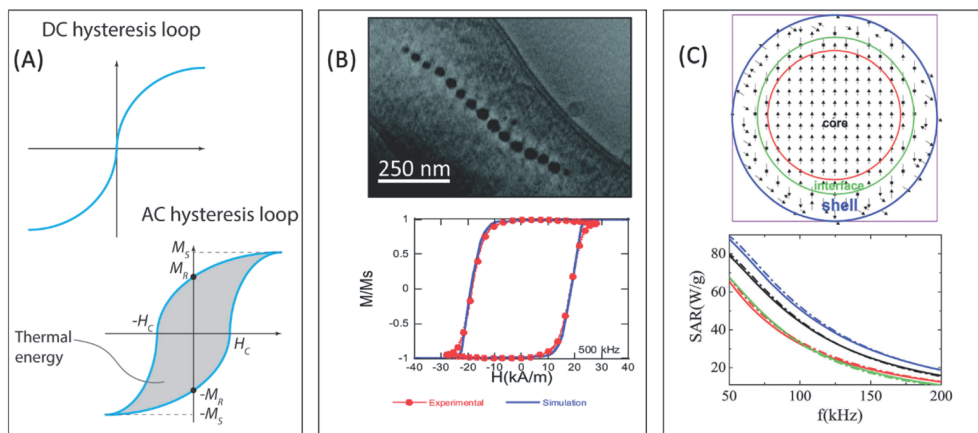 (A)
DC hysteresis loop
AC hysteresis loop
M_S
M_R
-H_C
H_C
Thermal
energy
-M_R
-M_S
(B)
250 nm
1
0.5
0
-0.5
-1
M/Ms
500 kHz
-40 -30 -20 -10 0 10 20 30 40
H(kA/m)
Experimental
Simulation
(C)
core
interface
shell
80
60
40
20
SAR(W/g)
50 100 150 200
f(kHz)